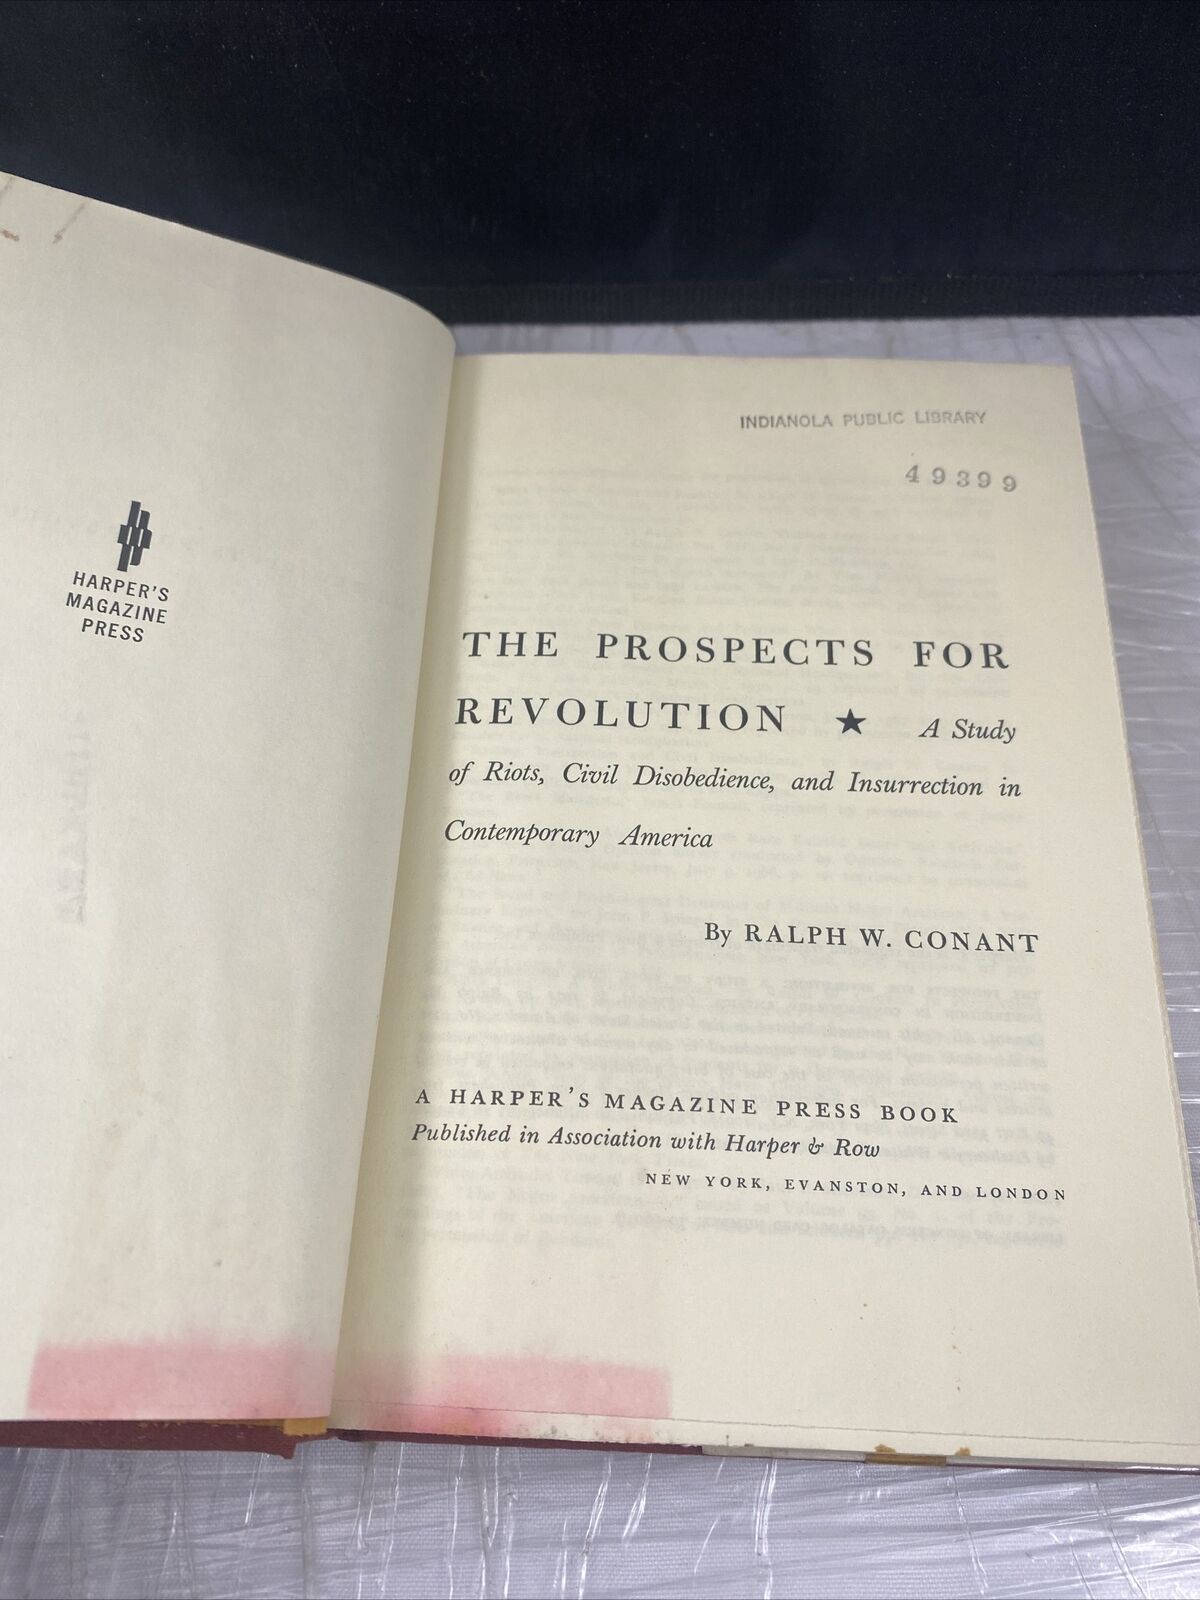 HARPER'S
MAGAZINE
PRESS
INDIANOLA PUBLIC LIBRARY
49399
THE PROSPECTS FOR
REVOLUTION ★ A Study
of Riots, Civil Disobedience, and Insurrection in
Contemporary America
By RALPH W. CONANT
A HARPER'S MAGAZINE PRESS BOOK
Published in Association with Harper & Row
NEW YORK, EVANSTON, AND LONDON